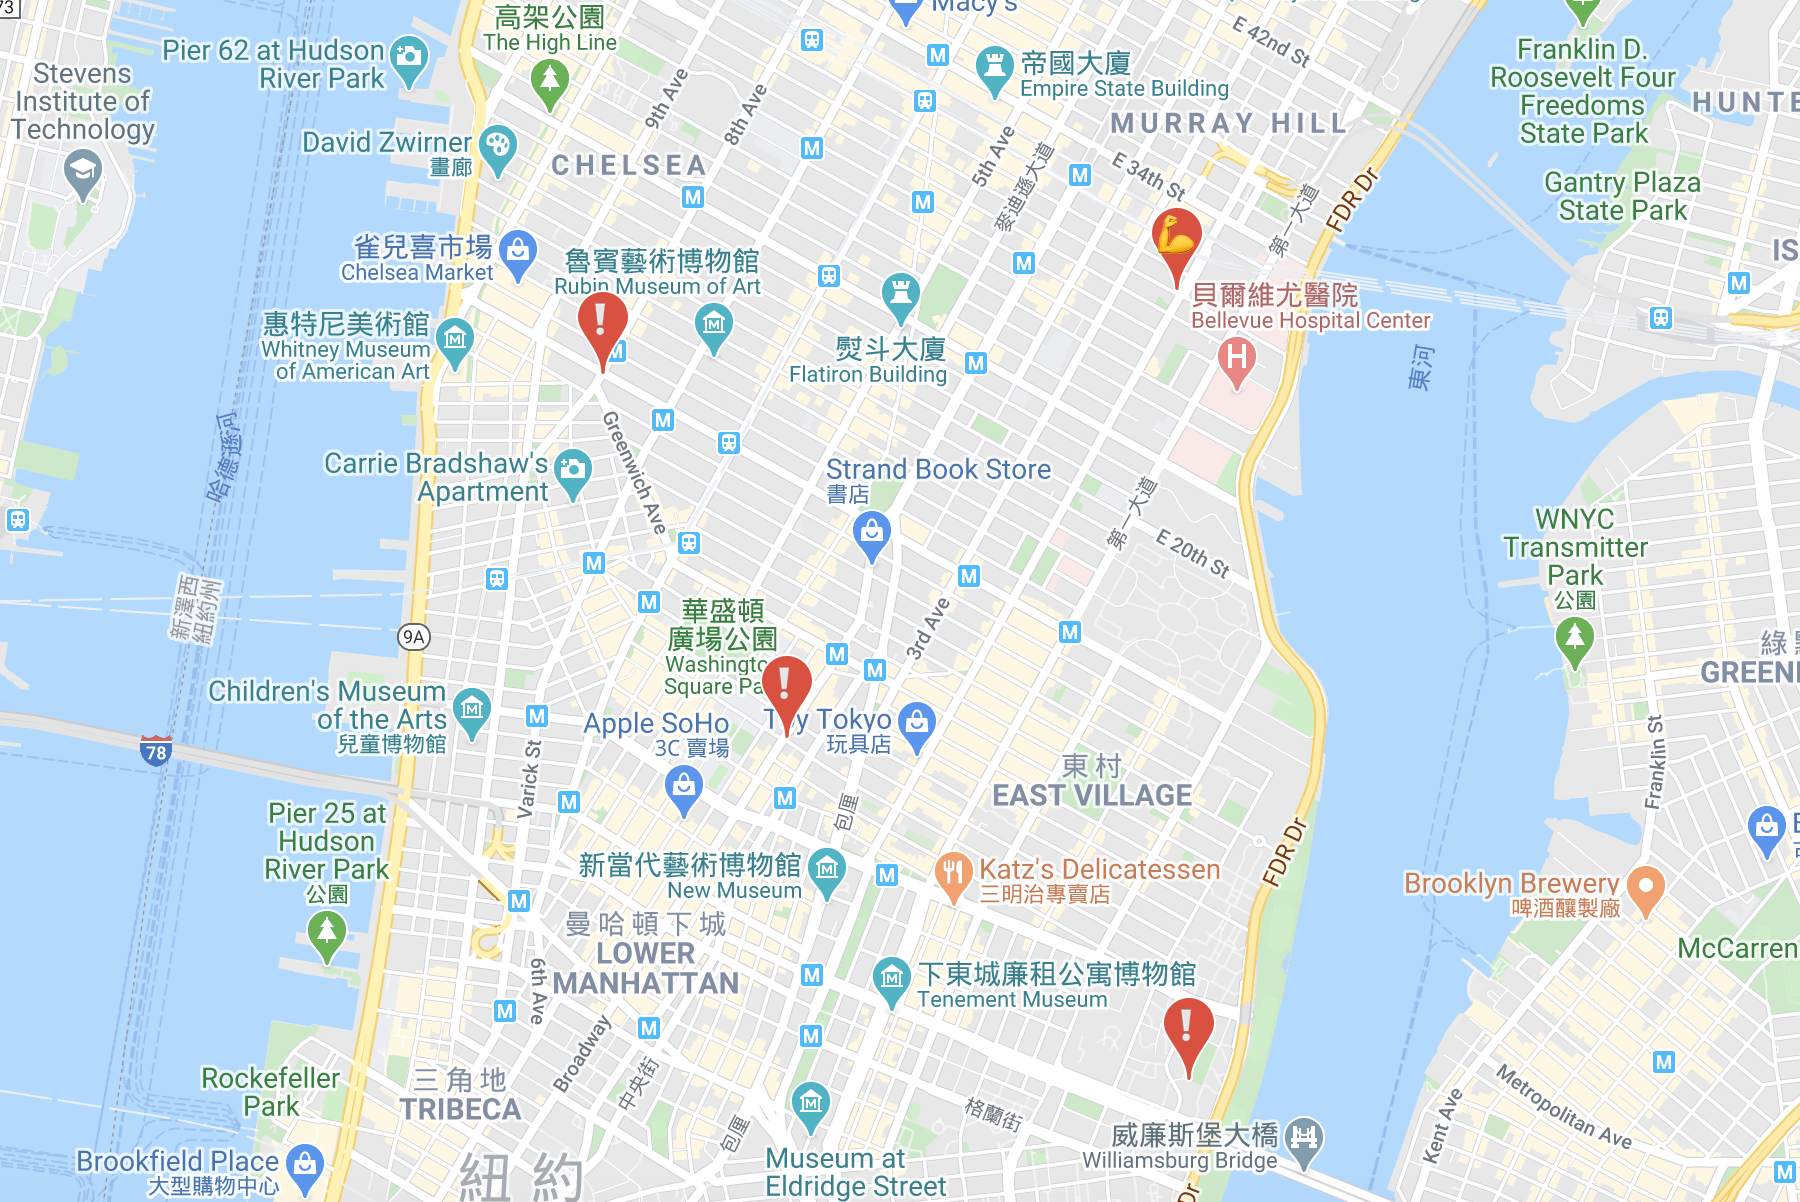 73
高架公園
The High Line
Macy's
E 42nd St
Pier 62 at Hudson
River Park
帝國大廈
Empire State Building
Franklin D.
Roosevelt Four
Freedoms
State Park
Stevens
Institute of
Technology
9th Ave
8th Ave
MURRAY HILL
HUNTE
David Zwirner
畫廊
CHELSEA
5th Ave
麥迪遜大道
E 34th St
FDR Dr
Gantry Plaza
State Park
第一大道
雀兒喜市場
Chelsea Market
魯賓藝術博物館
Rubin Museum of Art
IS
貝爾維尤醫院
Bellevue Hospital Center
惠特尼美術館
Whitney Museum
of American Art
熨斗大廈
Flatiron Building
東河
哈德遜河
Greenwich Ave
Carrie Bradshaw's
Apartment
Strand Book Store
書店
第一大道
E 20th St
WNYC
Transmitter
Park
公園
新澤西
紐約州
9A
華盛頓
廣場公園
Washingto
Square Pa
3rd Ave
GREENI
Children's Museum
of the Arts
兒童博物館
Apple SoHo
3C 賣場
Toy Tokyo
玩具店
78
Varick St
東村
EAST VILLAGE
Franklin St
Pier 25 at
Hudson
River Park
公園
包厘
FDR Dr
新當代藝術博物館
New Museum
Katz's Delicatessen
三明治專賣店
Brooklyn Brewery
啤酒釀製廠
曼哈頓下城
LOWER
MANHATTAN
McCarren
6th Ave
下東城廉租公寓博物館
Tenement Museum
Broadway
中央街
Rockefeller
Park
三角地
TRIBECA
格蘭街
包厘
Metropolitan Ave
Kent Ave
威廉斯堡大橋
Williamsburg Bridge
Brookfield Place
大型購物中心
紐約
Museum at
Eldridge Street
Dr